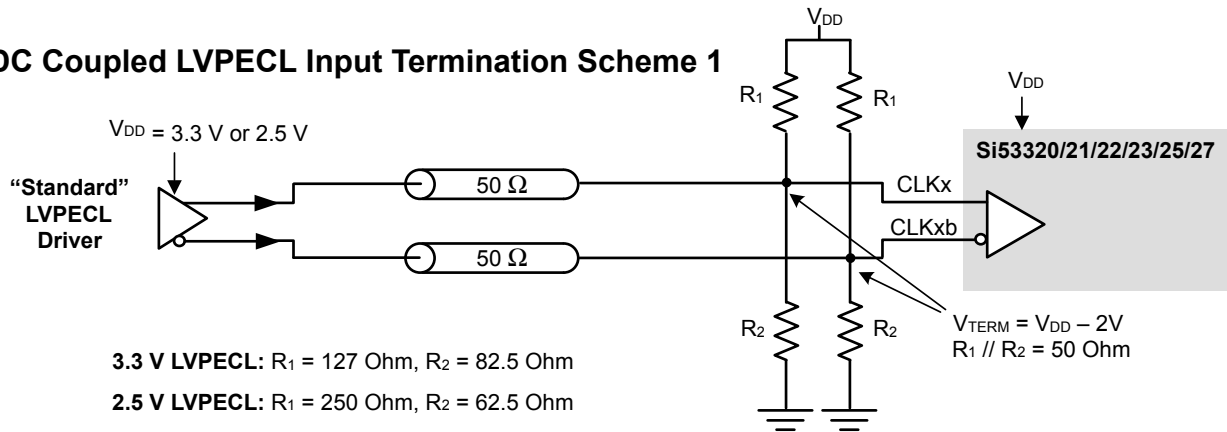 DC Coupled LVPECL Input Termination Scheme 1
VDD
R1
R1
VDD
VDD = 3.3 V or 2.5 V
Si53320/21/22/23/25/27
“Standard”
LVPECL
Driver
50 Ω
CLKx
50 Ω
CLKxb
R2
R2
VTERM = VDD – 2V
R1 // R2 = 50 Ohm
3.3 V LVPECL: R1 = 127 Ohm, R2 = 82.5 Ohm
2.5 V LVPECL: R1 = 250 Ohm, R2 = 62.5 Ohm